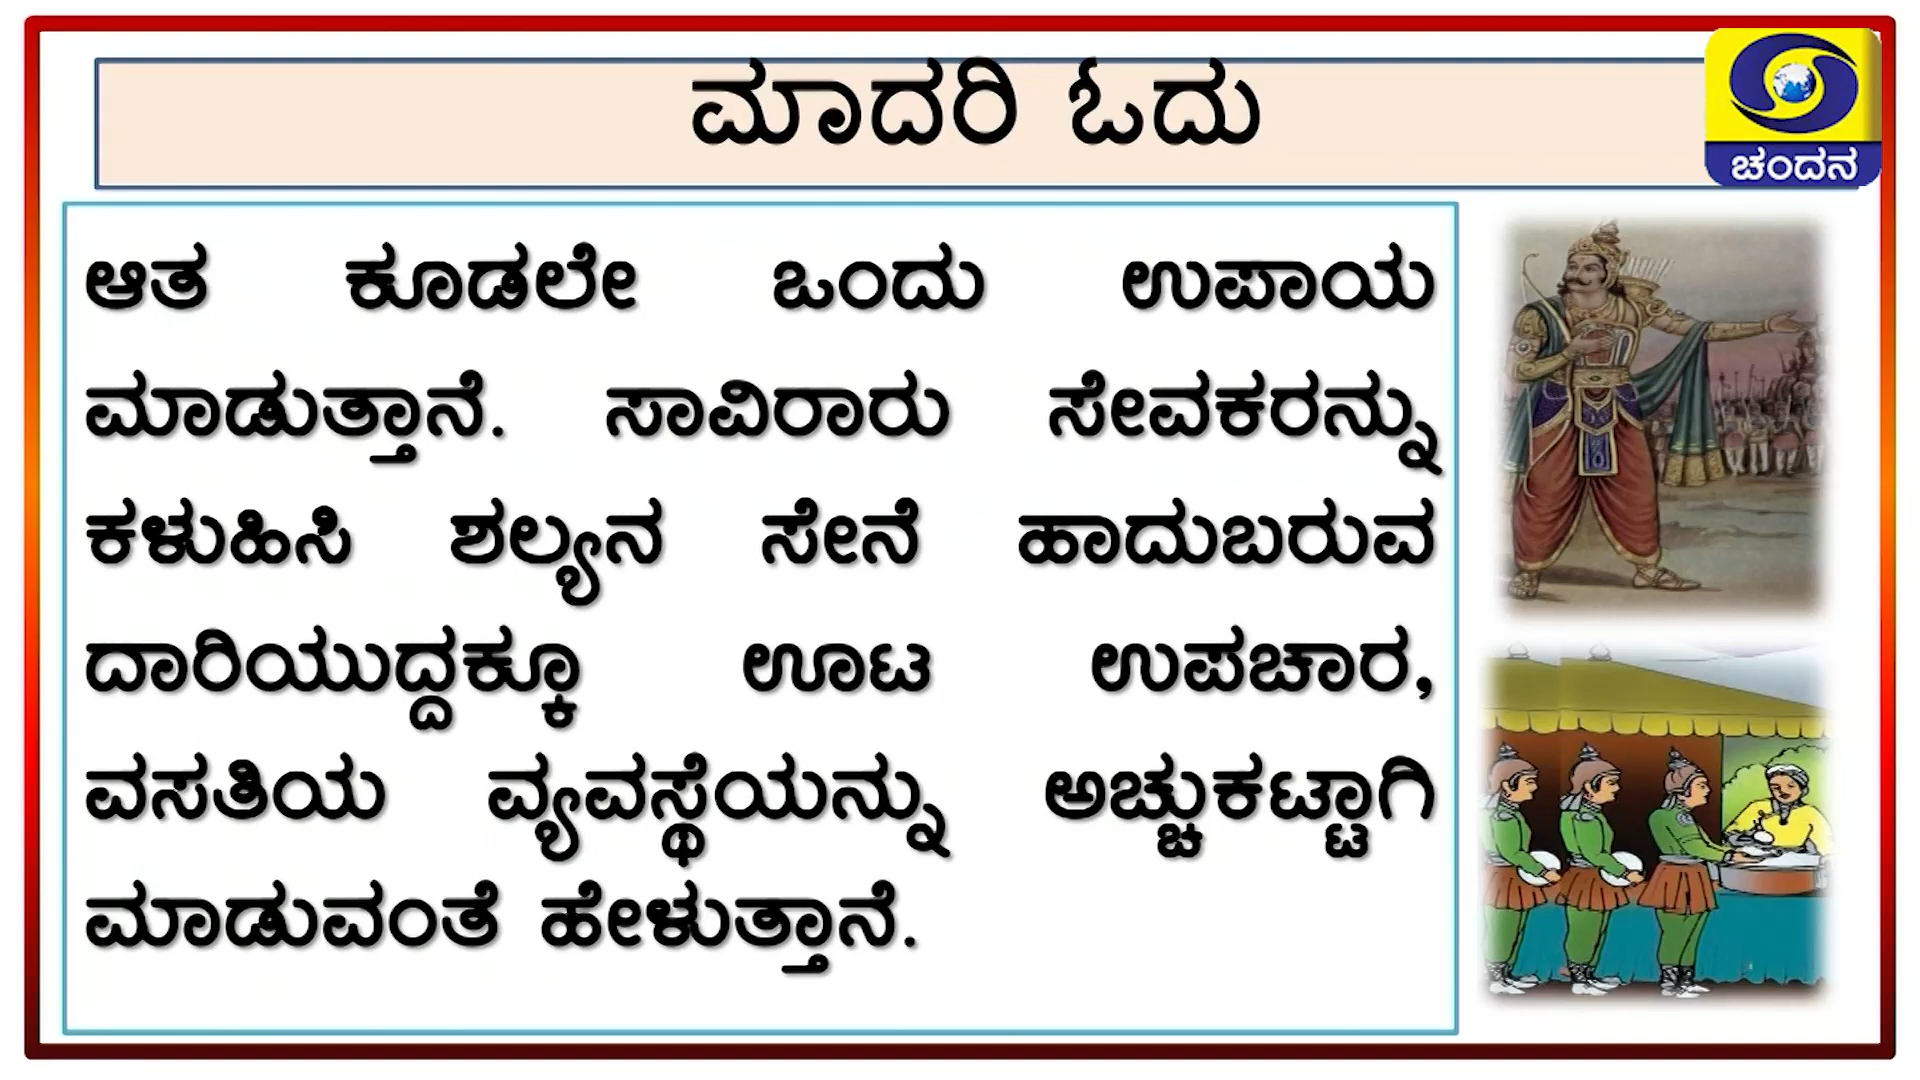 ಮಾದರಿ ಓದು
ಚಂದನ
ಆತ ಕೂಡಲೇ ಒಂದು ಉಪಾಯ
ಮಾಡುತ್ತಾನೆ. ಸಾವಿರಾರು ಸೇವಕರನ್ನು
ಕಳುಹಿಸಿ ಶಲ್ಯನ ಸೇನೆ ಹಾದುಬರುವ
ದಾರಿಯುದ್ದಕ್ಕೂ ಊಟ ಉಪಚಾರ,
ವಸತಿಯ ವ್ಯವಸ್ಥೆಯನ್ನು ಅಚ್ಚುಕಟ್ಟಾಗಿ
ಮಾಡುವಂತೆ ಹೇಳುತ್ತಾನೆ.